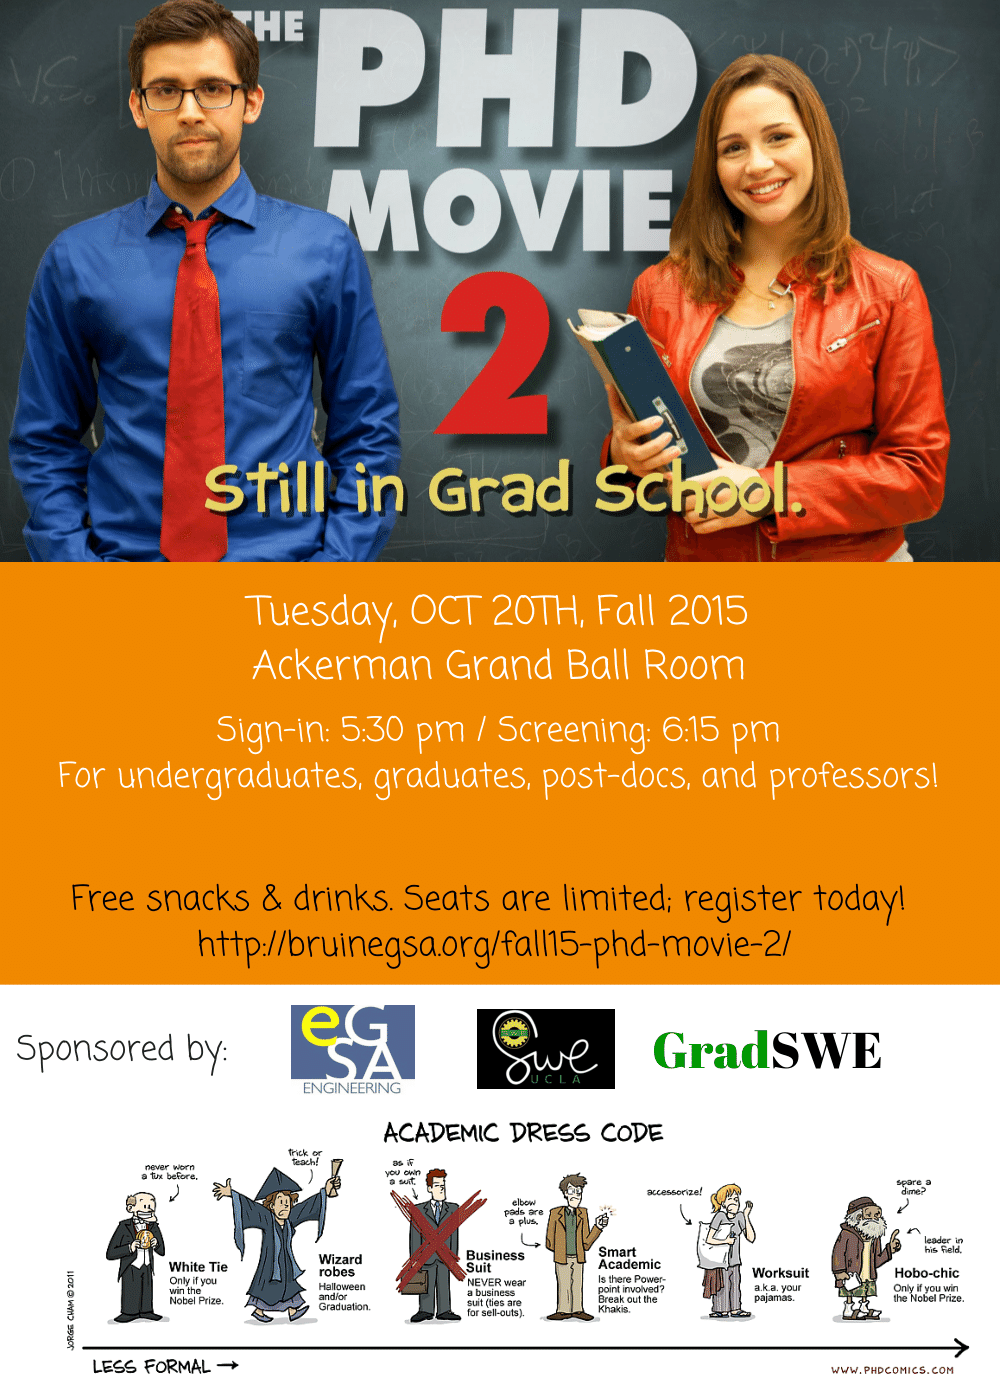 THE
PHD
MOVIE
2
Still in Grad School.
Tuesday, OCT 20TH, Fall 2015
Ackerman Grand Ball Room
Sign-in: 5:30 pm / Screening: 6:15 pm
For undergraduates, graduates, post-docs, and professors!
Free snacks & drinks. Seats are limited; register today!
http://bruinegsa.org/fall15-phd-movie-2/
Sponsored by:
eGSA
ENGINEERING
SWE
Swe
UCLA
GradSWE
ACADEMIC DRESS CODE
never worn
a tux before.
White Tie
Only if you
win the
Nobel Prize.
trick or
teach!
Wizard
robes
Halloween
and/or
Graduation.
as if
you own
a suit.
Business
Suit
NEVER wear
a business
suit (ties are
for sell-outs).
elbow
pads are
a plus.
Smart
Academic
Is there Power-
point involved?
Break out the
Khakis.
accessorize!
Worksuit
a.k.a. your
pajamas.
spare a
dime?
leader in
his field.
Hobo-chic
Only if you win
the Nobel Prize.
JORGE CHAM © 2011
LESS FORMAL →
WWW.PHDCOMICS.COM